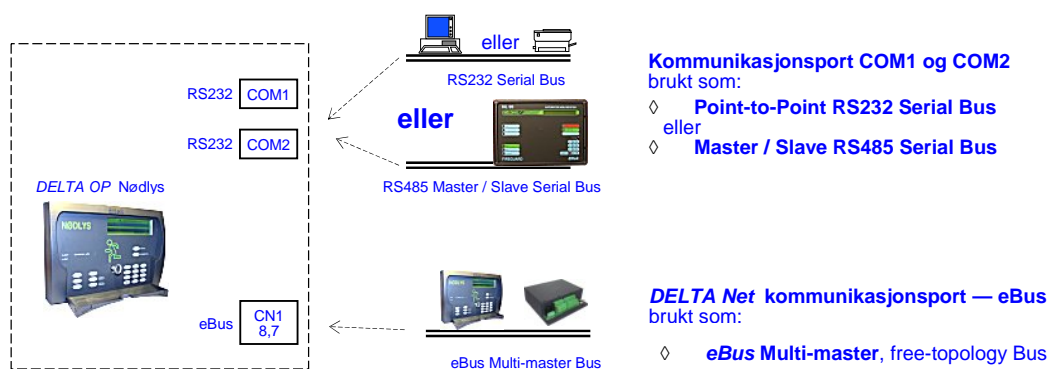 eller
RS232 Serial Bus
RS232 COM1
eller
RS232 COM2
RS485 Master / Slave Serial Bus
DELTA OP Nødlys
NØDLYS
eBus CN1
8,7
eBus Multi-master Bus
Kommunikasjonsport COM1 og COM2
brukt som:
◊ Point-to-Point RS232 Serial Bus
eller
◊ Master / Slave RS485 Serial Bus
DELTA Net kommunikasjonsport — eBus
brukt som:
◊ eBus Multi-master, free-topology Bus